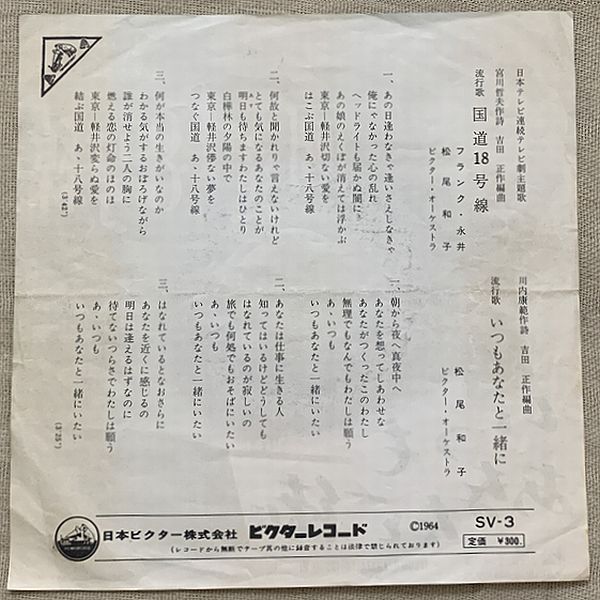 日本テレビ連続テレビ劇主題歌
宮川哲夫作詩 吉田 正作編曲
流行歌 国道18号線
フランク・永井
松尾和子
ビクター・オーケストラ
一、あの日逢わなきゃ逢いさえしなきゃ
俺にゃなかった心の乱れ
ヘッドライトも届かぬ闇に
あの娘のえくぼが消えては浮かぶ
東京―軽井沢切ない愛を
はこぶ国道 あゝ十八号線
二、何故と聞かれりゃ言えないけれど
とても気になるあなたのことが
明日も待ちますわたしはひとり
白樺林の夕陽の中で
東京―軽井沢儚ない夢を
つなぐ国道 あゝ十八号線
三、何が本当の生きがいなのか
わかる気がするおぼろげながら
誰が消せよう二人の胸に
燃える恋の灯命のほのほ
東京―軽井沢変らぬ愛を
結ぶ国道 あゝ十八号線
(3'42")
川内康範作詩 吉田 正作編曲
流行歌 いつもあなたと一緒に
松尾和子
ビクター・オーケストラ
一、朝から夜へ真夜中へ
あなたを想ってしあわせな
あなたがつくったこのわたし
無理でもなんでもわたしは願う
あゝいつも
いつもあなたと一緒にいたい
二、あなたは仕事に生きる人
知ってはいるけどどうしても
はなれているのが寂しいの
旅でも何処でもおそばにいたい
あゝいつも
いつもあなたと一緒にいたい
三、はなれているとなおさらに
あなたを近くに感じるの
明日は逢えるはずなのに
待てないつらさでわたしは願う
あゝいつも
いつもあなたと一緒にいたい
(3'25")
日本ビクター株式会社 ビクターレコード ©1964 SV-3
(レコードから無断でテープ其の他に録音することは法律で禁じられております) 定価 ¥300.